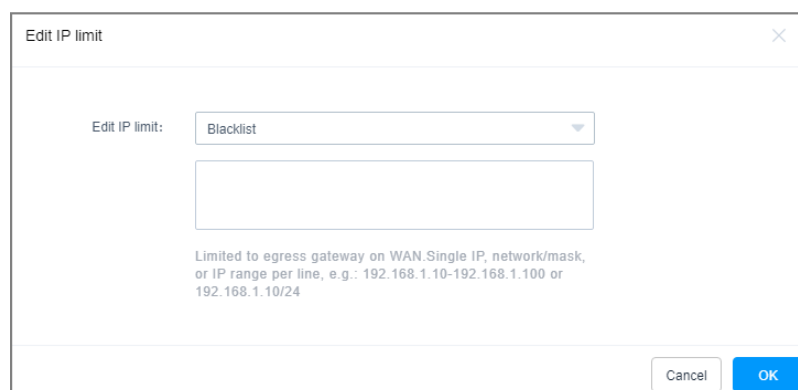 Edit IP limit
Edit IP limit:
Blacklist
Limited to egress gateway on WAN.Single IP, network/mask,
or IP range per line, e.g.: 192.168.1.10-192.168.1.100 or
192.168.1.10/24
Cancel
OK